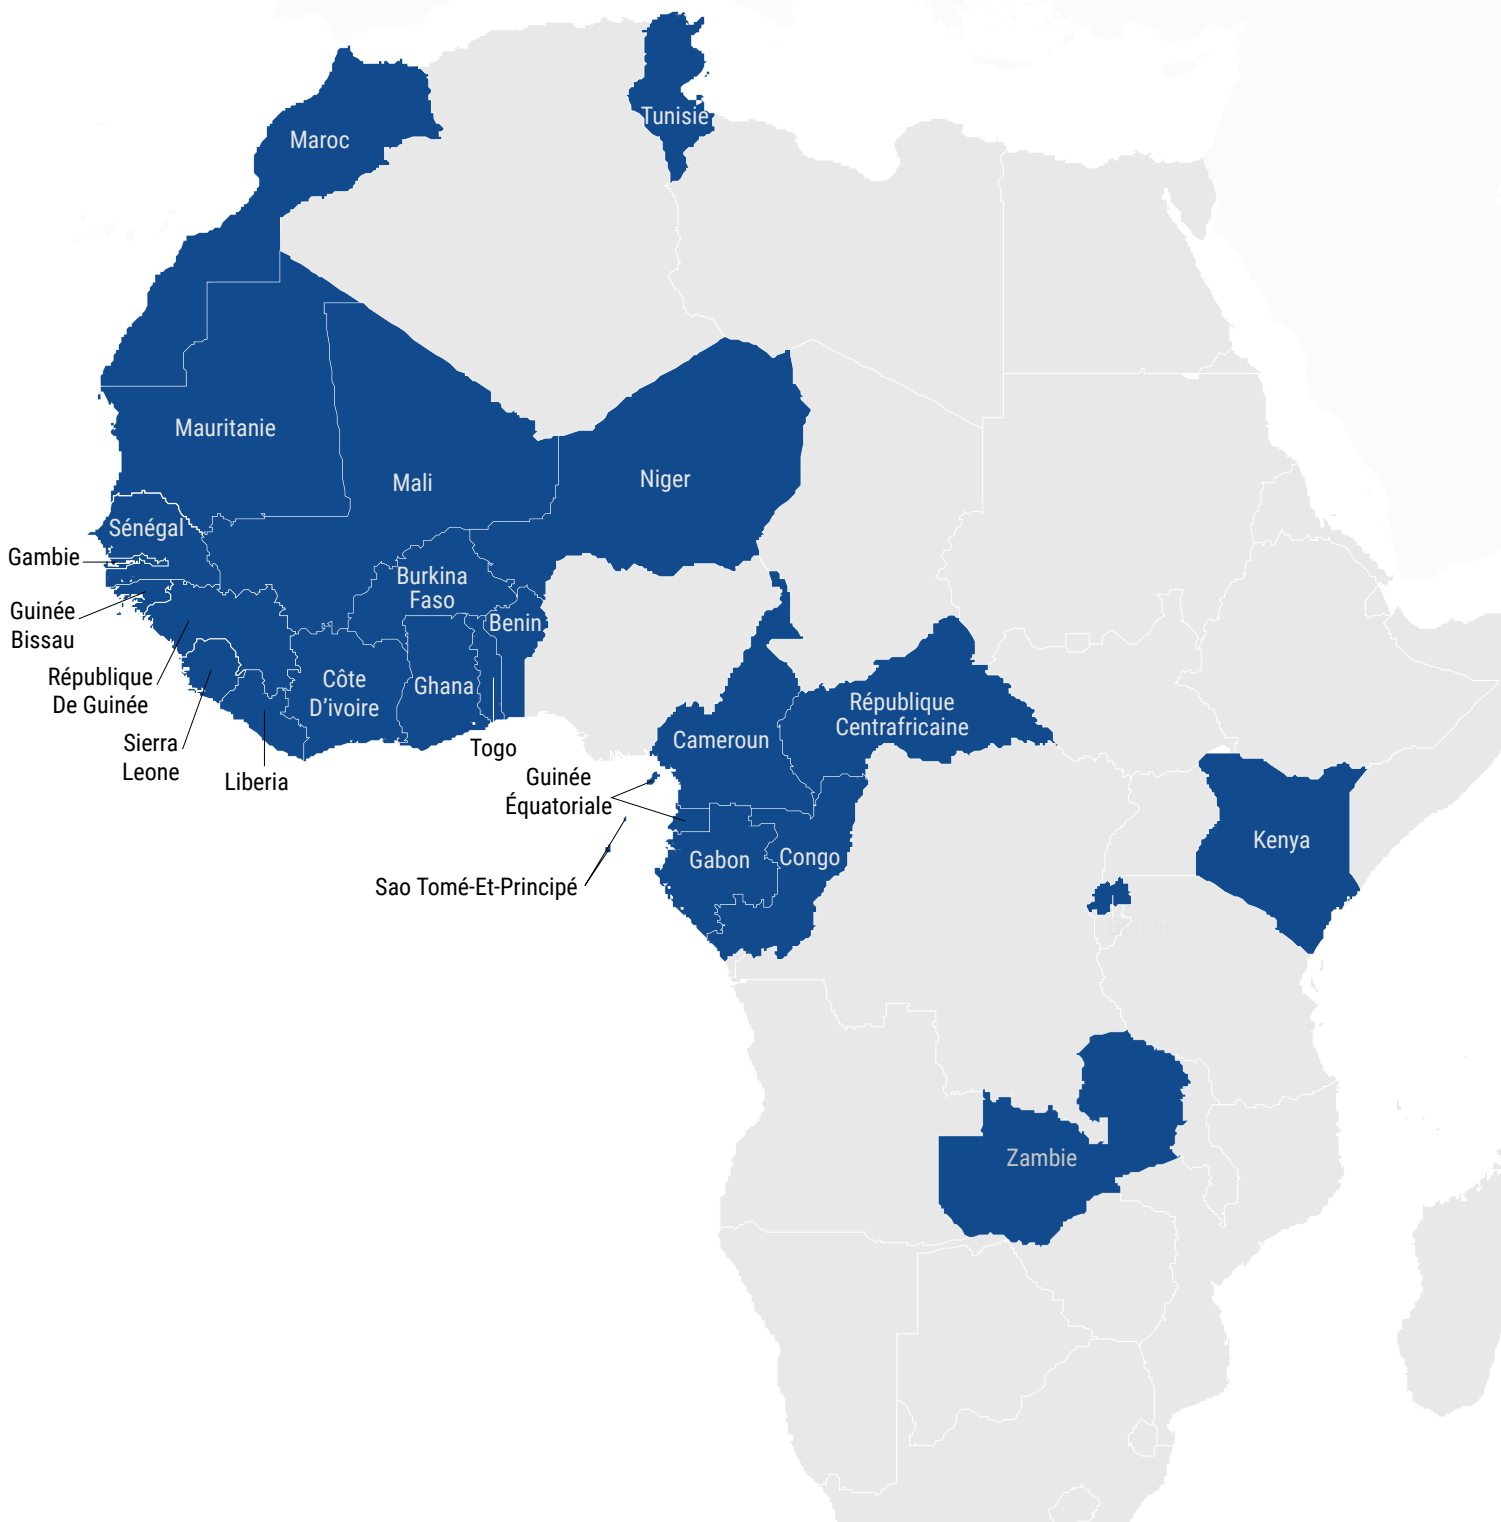 Maroc
Tunisie
Mauritanie
Mali
Niger
Sénégal
Gambie
Burkina
Faso
Guinée
Bissau
Benin
République
De Guinée
Côte
D’ivoire
Ghana
République
Centrafricaine
Sierra
Leone
Liberia
Togo
Cameroun
Guinée
Équatoriale
Gabon
Congo
Kenya
Sao Tomé-Et-Principé
Burundi
Zambie